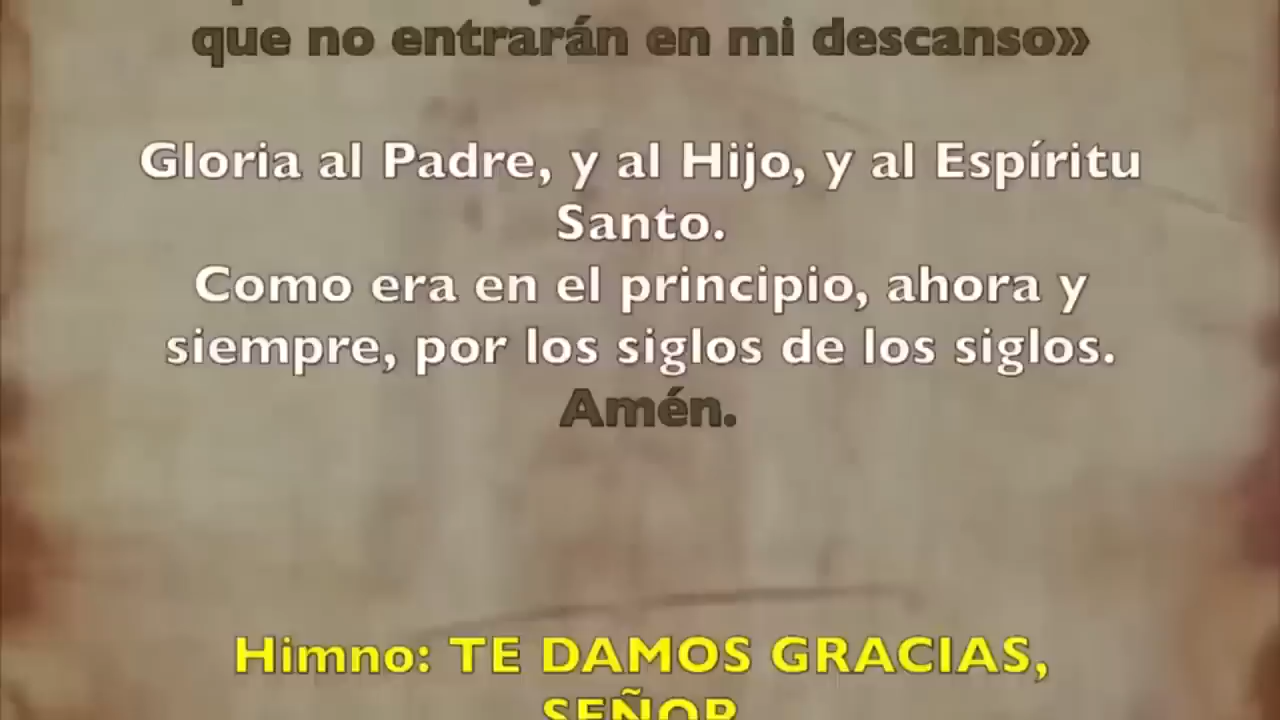 que no entrarán en mi descanso»
Gloria al Padre, y al Hijo, y al Espíritu
Santo.
Como era en el principio, ahora y
siempre, por los siglos de los siglos.
Amén.
Himno: TE DAMOS GRACIAS,
SEÑOR